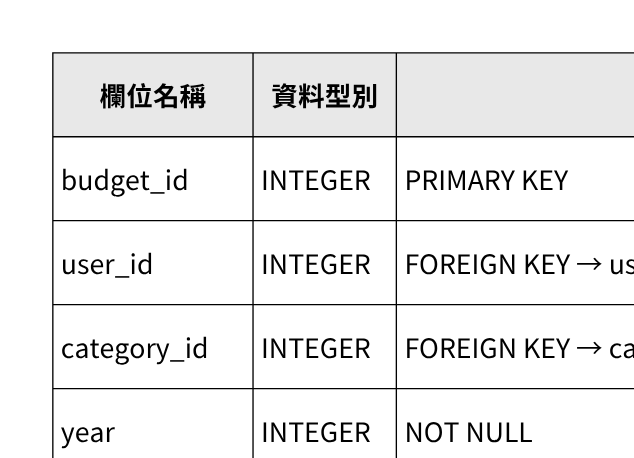 欄位名稱 資料型別
budget_id INTEGER PRIMARY KEY
user_id INTEGER FOREIGN KEY → us
category_id INTEGER FOREIGN KEY → ca
year INTEGER NOT NULL